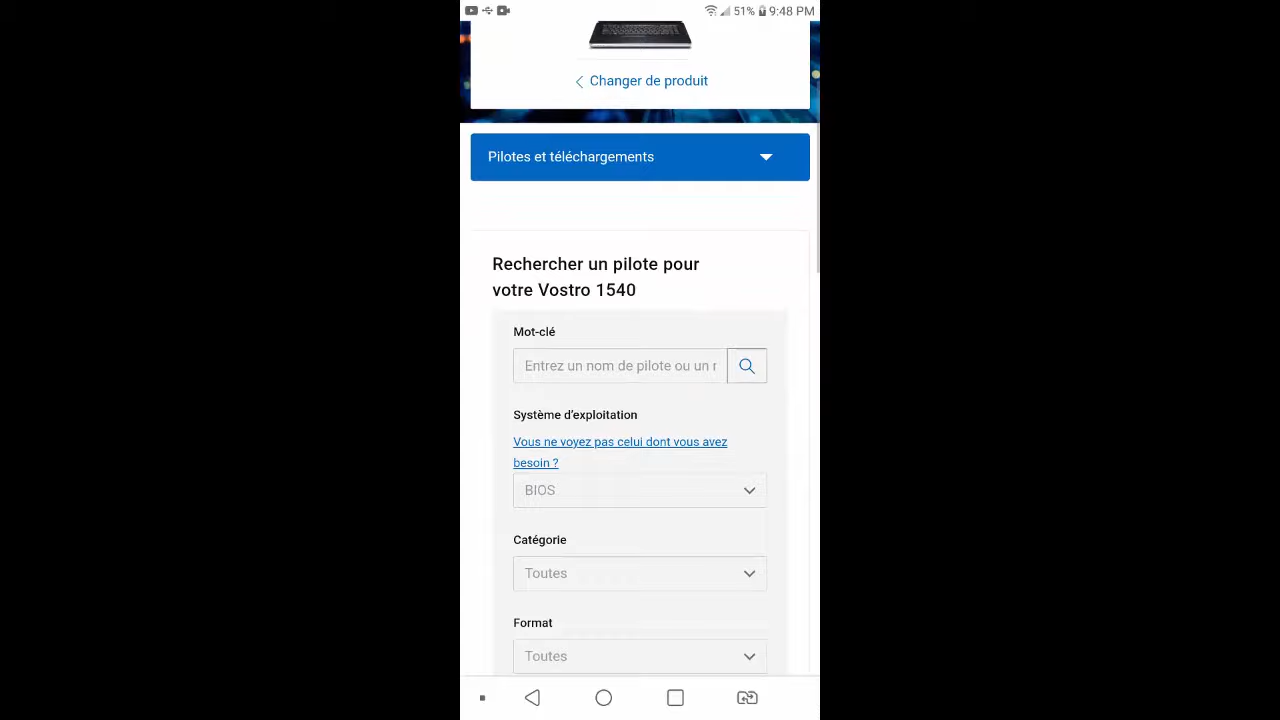 51% 9:48 PM
Changer de produit
Pilotes et téléchargements
Rechercher un pilote pour
votre Vostro 1540
Mot-clé
Entrez un nom de pilote ou un r
Système d'exploitation
Vous ne voyez pas celui dont vous avez
besoin ?
BIOS
Catégorie
Toutes
Format
Toutes